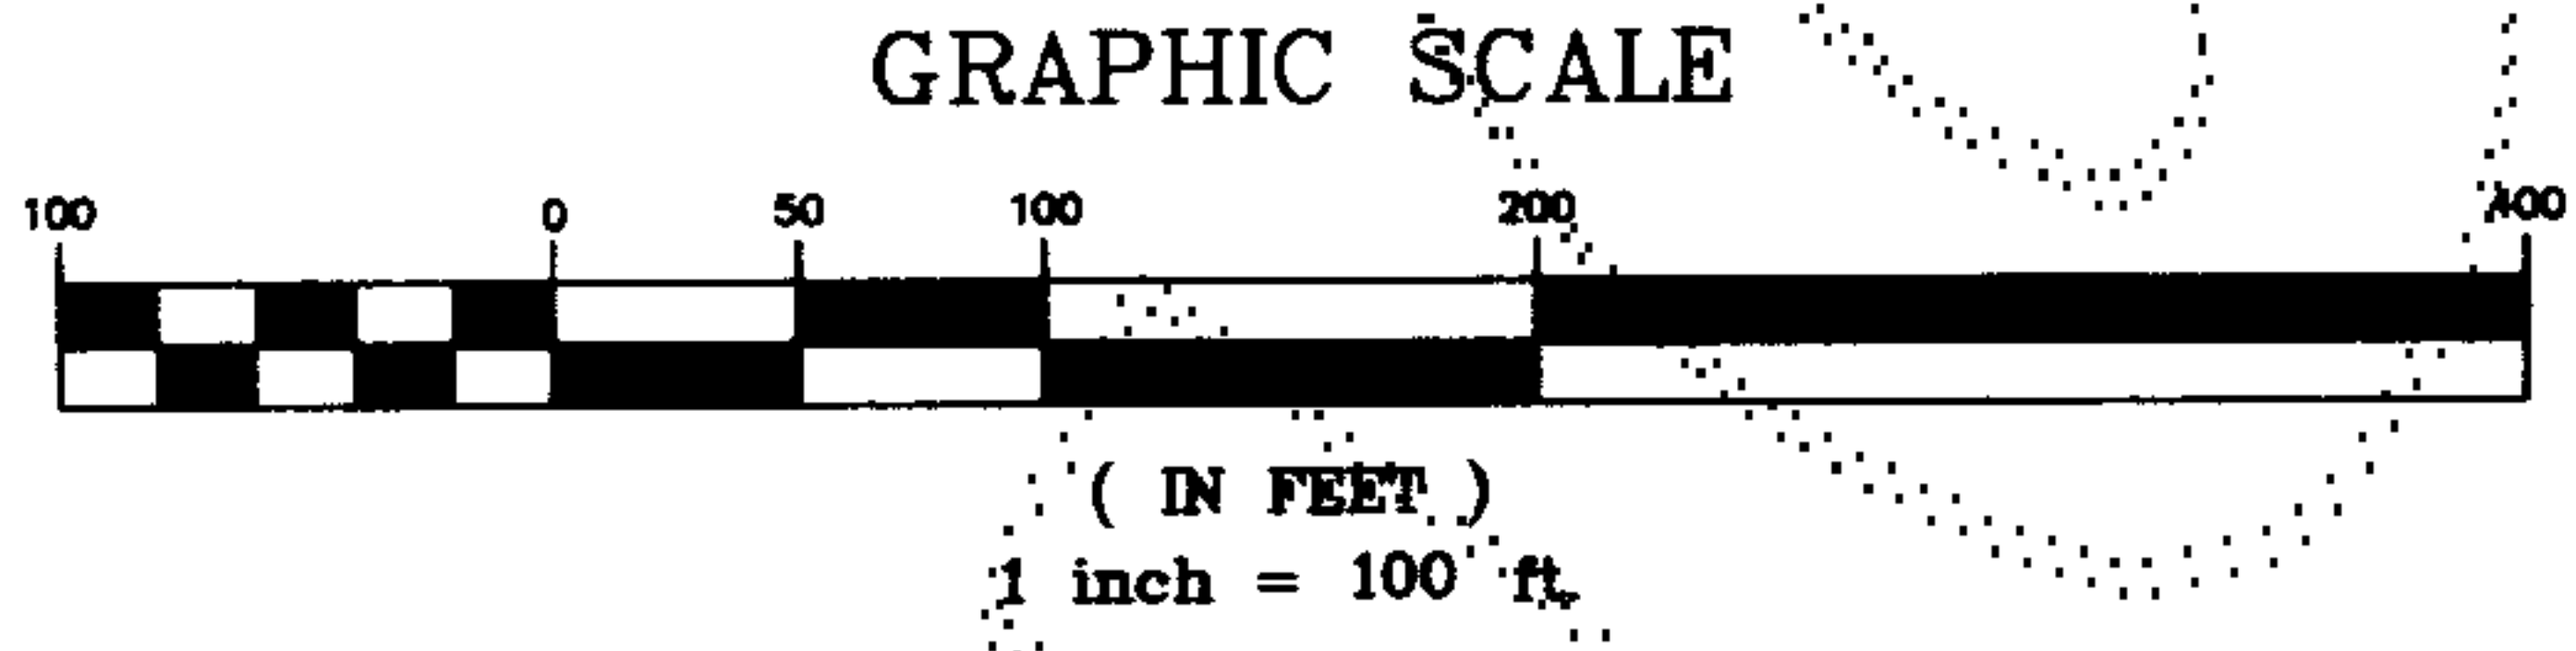 GRAPHIC SCALE
100 0 50 100 200 400
( IN FEET )
1 inch = 100 ft.